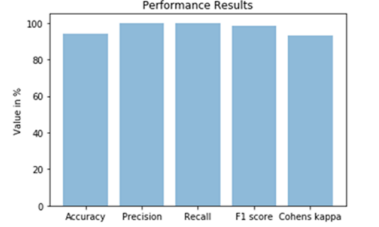 Performance Results
Value in %
100
80
60
40
20
0
Accuracy Precision Recall F1 score Cohens kappa